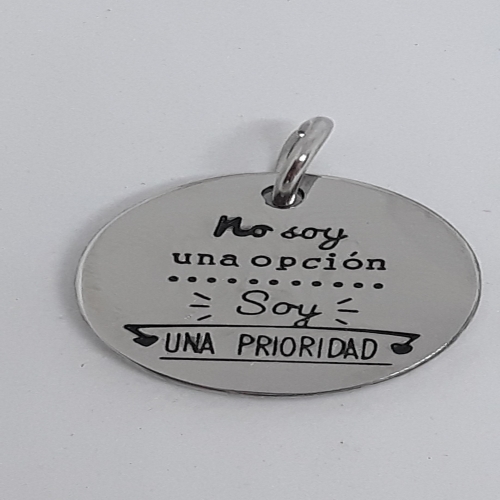 No soy
una opción
Soy
UNA PRIORIDAD